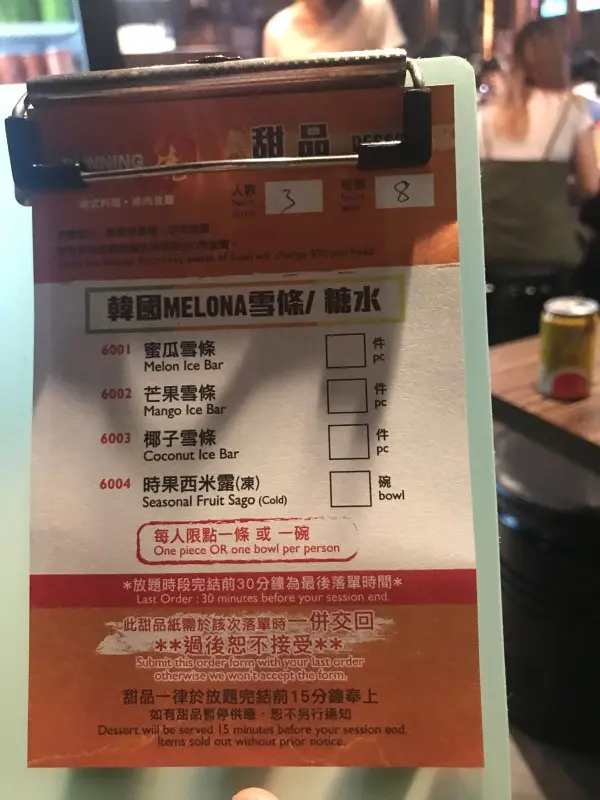 甜品
RUNNING
人數
3
8
韓國MELONA雪條/ 糖水
6001 蜜瓜雪條 件
Melon Ice Bar pc
6002 芒果雪條 件
Mango Ice Bar pc
6003 椰子雪條 件
Coconut Ice Bar pc
6004 時果西米露(凍) 碗
Seasonal Fruit Sago (Cold) bowl
每人限點一條 或 一碗
One piece OR one bowl per person
*放題時段完結前30分鐘為最後落單時間*
Last Order : 30 minutes before your session end.
此甜品紙需於該次落單時一併交回
**過後恕不接受**
Submit this order form with your last order
otherwise we won't accept the form.
甜品一律於放題完結前15分鐘奉上
如有甜品暫停供應，恕不另行通知
Dessert will be served 15 minutes before your session end.
Items sold out without prior notice.